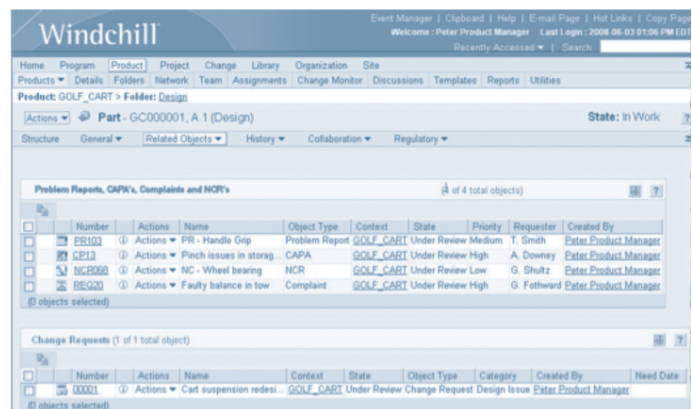 Windchill
Event Manager | Clipboard | Help | E-mail Page | Hot Links | Copy Page
Welcome : Peter Product Manager Last Login : 2008-06-03 01:06 PM EDT
Recently Accessed | Search:
Home Program Product Project Change Library Organization Site
Products Details Folders Network Team Assignments Change Monitor Discussions Templates Reports Utilities
Product: GOLF_CART > Folder: Design
Actions Part - GC000001, A.1 (Design) State: In Work
Structure General Related Objects History Collaboration Regulatory
Problem Reports, CAPA's, Complaints and NCR's (4 of 4 total objects)
Number Actions Name Object Type Context State Priority Requester Created By
PR103 Actions PR - Handle Grip Problem Report GOLF_CART Under Review Medium T. Smith Peter Product Manager
CP13 Actions Pinch issues in storag... CAPA GOLF_CART Under Review High A. Downey Peter Product Manager
NCR068 Actions NC - Wheel bearing NCR GOLF_CART Under Review Low G. Shultz Peter Product Manager
REQ20 Actions Faulty balance in tow Complaint GOLF_CART Under Review High G. Fothward Peter Product Manager
(0 objects selected)
Change Requests (1 of 1 total object)
Number Actions Name Context State Object Type Category Created By Need Date
00001 Actions Cart suspension redesi... GOLF_CART Under Review Change Request Design Issue Peter Product Manager
(0 objects selected)